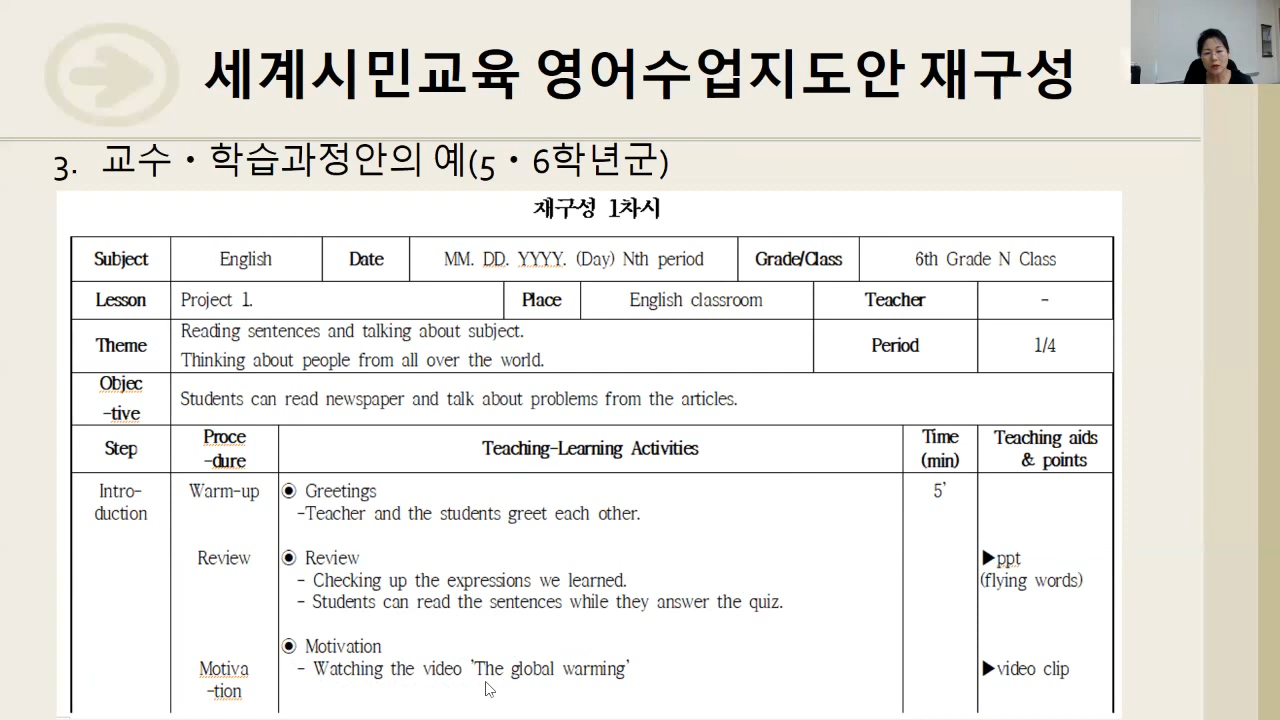 세계시민교육 영어수업지도안 재구성
3. 교수・학습과정안의 예(5・6학년군)
재구성 1차시
Subject English Date MM. DD. YYYY. (Day) Nth period Grade/Class 6th Grade N Class
Lesson Project 1. Place English classroom Teacher -
Theme Reading sentences and talking about subject.
Thinking about people from all over the world. Period 1/4
Objec
-tive Students can read newspaper and talk about problems from the articles.
Step Proce
-dure Teaching-Learning Activities Time
(min) Teaching aids
& points
Intro-
duction Warm-up ◉ Greetings 5'
-Teacher and the students greet each other.
Review ◉ Review ▶ppt
- Checking up the expressions we learned. (flying words)
- Students can read the sentences while they answer the quiz.
◉ Motivation
Motiva
-tion - Watching the video 'The global warming' ▶video clip